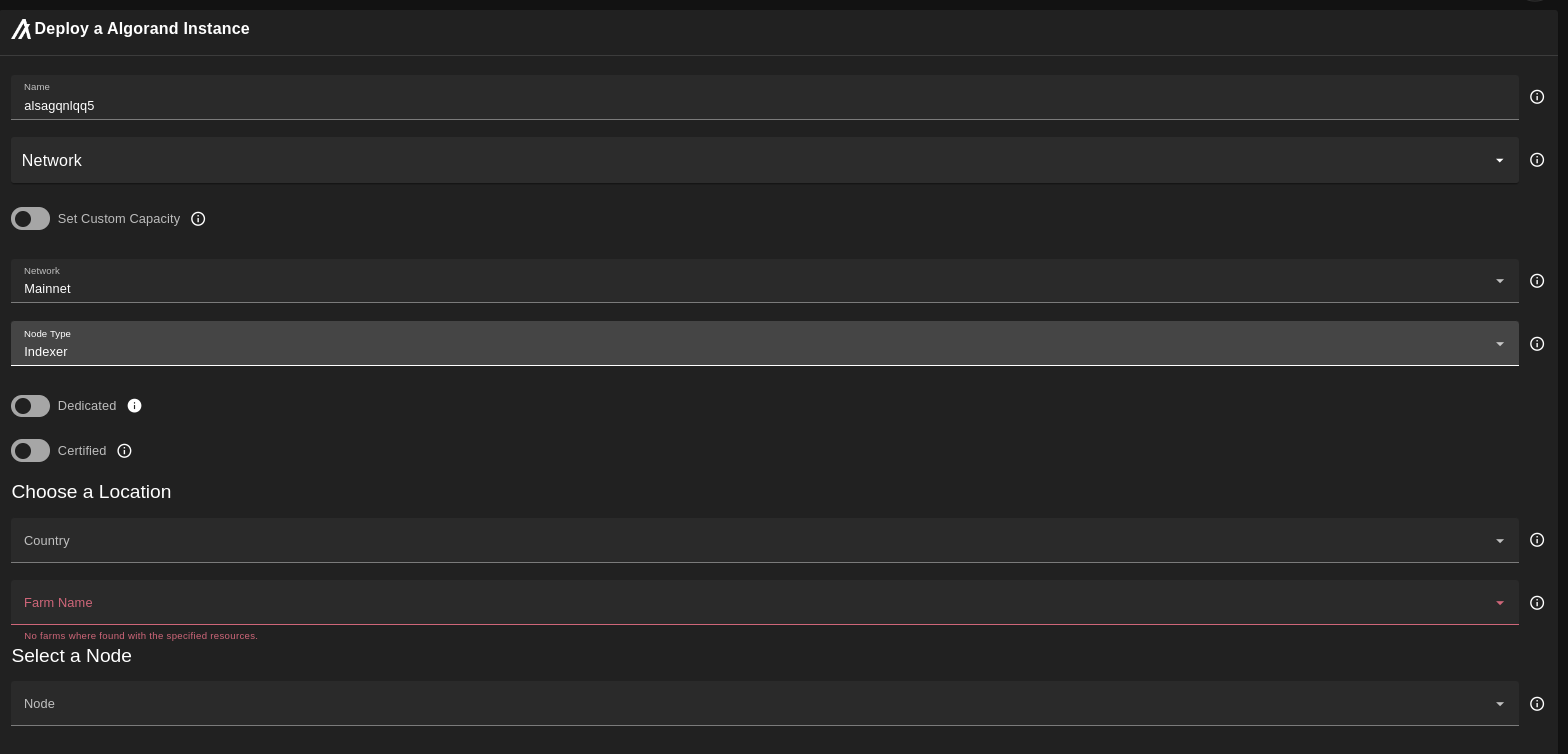 Deploy a Algorand Instance
Name
alsagqnlqq5
Network
Set Custom Capacity
Network
Mainnet
Node Type
Indexer
Dedicated
Certified
Choose a Location
Country
Farm Name
No farms where found with the specified resources.
Select a Node
Node